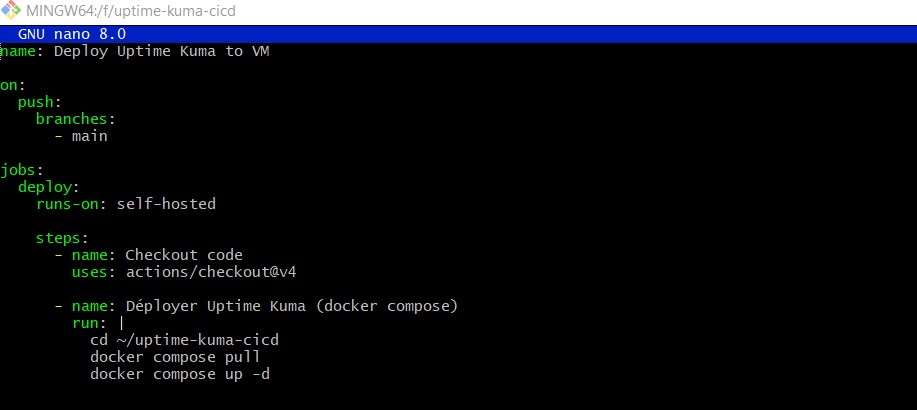 MINGW64:/f/uptime-kuma-cicd
GNU nano 8.0
name: Deploy Uptime Kuma to VM
on:
push:
branches:
- main
jobs:
deploy:
runs-on: self-hosted
steps:
- name: Checkout code
uses: actions/checkout@v4
- name: Déployer Uptime Kuma (docker compose)
run: |
cd ~/uptime-kuma-cicd
docker compose pull
docker compose up -d